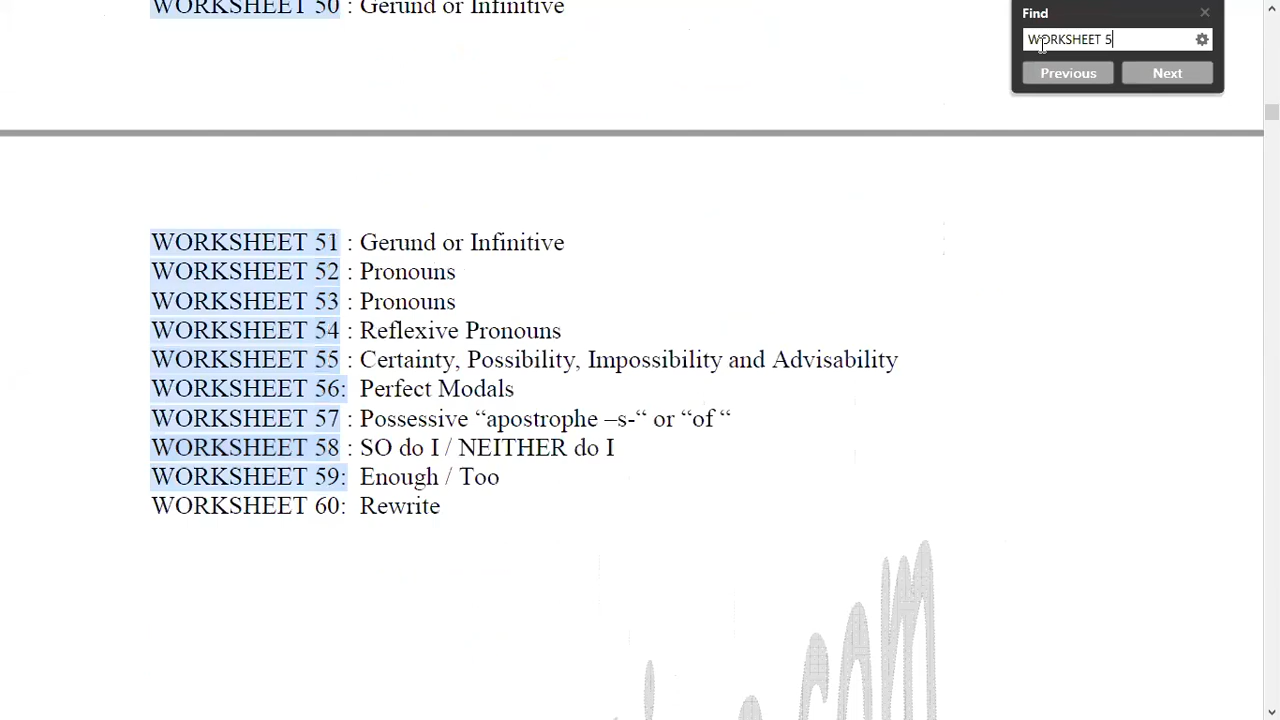 WORKSHEET 50 : Gerund or Infinitive
Find
WORKSHEET 5
Previous Next
WORKSHEET 51 : Gerund or Infinitive
WORKSHEET 52 : Pronouns
WORKSHEET 53 : Pronouns
WORKSHEET 54 : Reflexive Pronouns
WORKSHEET 55 : Certainty, Possibility, Impossibility and Advisability
WORKSHEET 56: Perfect Modals
WORKSHEET 57 : Possessive “apostrophe –s-“ or “of “
WORKSHEET 58 : SO do I / NEITHER do I
WORKSHEET 59: Enough / Too
WORKSHEET 60: Rewrite